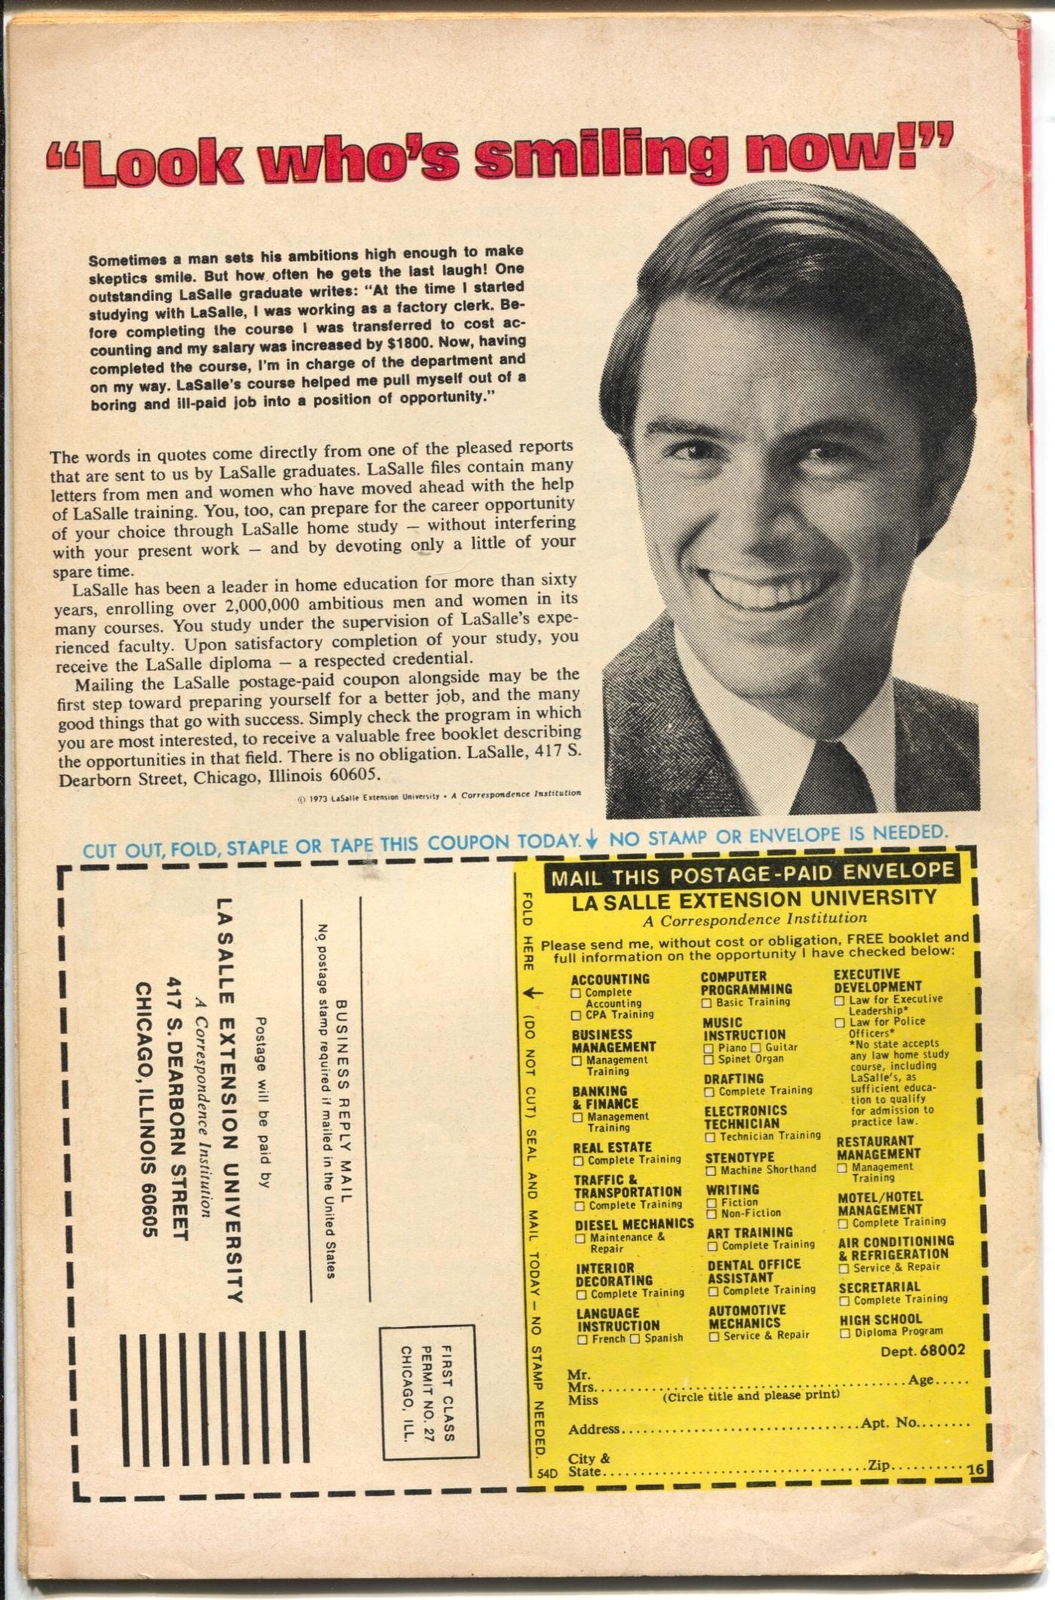 “Look who’s smiling now!”
Sometimes a man sets his ambitions high enough to make
skeptics smile. But how often he gets the last laugh! One
outstanding LaSalle graduate writes: “At the time I started
studying with LaSalle, I was working as a factory clerk. Be-
fore completing the course I was transferred to cost ac-
counting and my salary was increased by $1800. Now, having
completed the course, I’m in charge of the department and
on my way. LaSalle’s course helped me pull myself out of a
boring and ill-paid job into a position of opportunity.”
The words in quotes come directly from one of the pleased reports
that are sent to us by LaSalle graduates. LaSalle files contain many
letters from men and women who have moved ahead with the help
of LaSalle training. You, too, can prepare for the career opportunity
of your choice through LaSalle home study — without interfering
with your present work — and by devoting only a little of your
spare time.
LaSalle has been a leader in home education for more than sixty
years, enrolling over 2,000,000 ambitious men and women in its
many courses. You study under the supervision of LaSalle’s expe-
rienced faculty. Upon satisfactory completion of your study, you
receive the LaSalle diploma — a respected credential.
Mailing the LaSalle postage-paid coupon alongside may be the
first step toward preparing yourself for a better job, and the many
good things that go with success. Simply check the program in which
you are most interested, to receive a valuable free booklet describing
the opportunities in that field. There is no obligation. LaSalle, 417 S.
Dearborn Street, Chicago, Illinois 60605.
© 1973 LaSalle Extension University • A Correspondence Institution
CUT OUT, FOLD, STAPLE OR TAPE THIS COUPON TODAY. ↓ NO STAMP OR ENVELOPE IS NEEDED.
FIRST CLASS
PERMIT NO. 27
CHICAGO, ILL.
BUSINESS REPLY MAIL
No postage stamp required if mailed in the United States
Postage will be paid by
LA SALLE EXTENSION UNIVERSITY
A Correspondence Institution
417 S. DEARBORN STREET
CHICAGO, ILLINOIS 60605
FOLD HERE ↓ (DO NOT CUT) SEAL AND MAIL TODAY — NO STAMP NEEDED.
MAIL THIS POSTAGE-PAID ENVELOPE
LA SALLE EXTENSION UNIVERSITY
A Correspondence Institution
Please send me, without cost or obligation, FREE booklet and
full information on the opportunity I have checked below:
ACCOUNTING
☐ Complete
Accounting
☐ CPA Training
BUSINESS
MANAGEMENT
☐ Management
Training
BANKING
& FINANCE
☐ Management
Training
REAL ESTATE
☐ Complete Training
TRAFFIC &
TRANSPORTATION
☐ Complete Training
DIESEL MECHANICS
☐ Maintenance &
Repair
INTERIOR
DECORATING
☐ Complete Training
LANGUAGE
INSTRUCTION
☐ French ☐ Spanish
COMPUTER
PROGRAMMING
☐ Basic Training
MUSIC
INSTRUCTION
☐ Piano ☐ Guitar
☐ Spinet Organ
DRAFTING
☐ Complete Training
ELECTRONICS
TECHNICIAN
☐ Technician Training
STENOTYPE
☐ Machine Shorthand
WRITING
☐ Fiction
☐ Non-Fiction
ART TRAINING
☐ Complete Training
DENTAL OFFICE
ASSISTANT
☐ Complete Training
AUTOMOTIVE
MECHANICS
☐ Service & Repair
EXECUTIVE
DEVELOPMENT
☐ Law for Executive
Leadership*
☐ Law for Police
Officers*
*No state accepts
any law home study
course, including
LaSalle’s, as
sufficient educa-
tion to qualify
for admission to
practice law.
RESTAURANT
MANAGEMENT
☐ Management
Training
MOTEL/HOTEL
MANAGEMENT
☐ Complete Training
AIR CONDITIONING
& REFRIGERATION
☐ Service & Repair
SECRETARIAL
☐ Complete Training
HIGH SCHOOL
☐ Diploma Program
Dept. 68002
Mr.
Mrs. Age
Miss (Circle title and please print)
Address Apt. No.
City &
54D State Zip 16